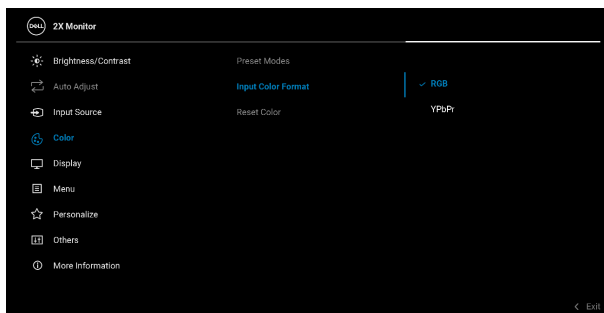 DELL 2X Monitor
Brightness/Contrast
Auto Adjust
Input Source
Color
Display
Menu
Personalize
Others
More Information
Preset Modes
Input Color Format
Reset Color
RGB
YPbPr
Exit